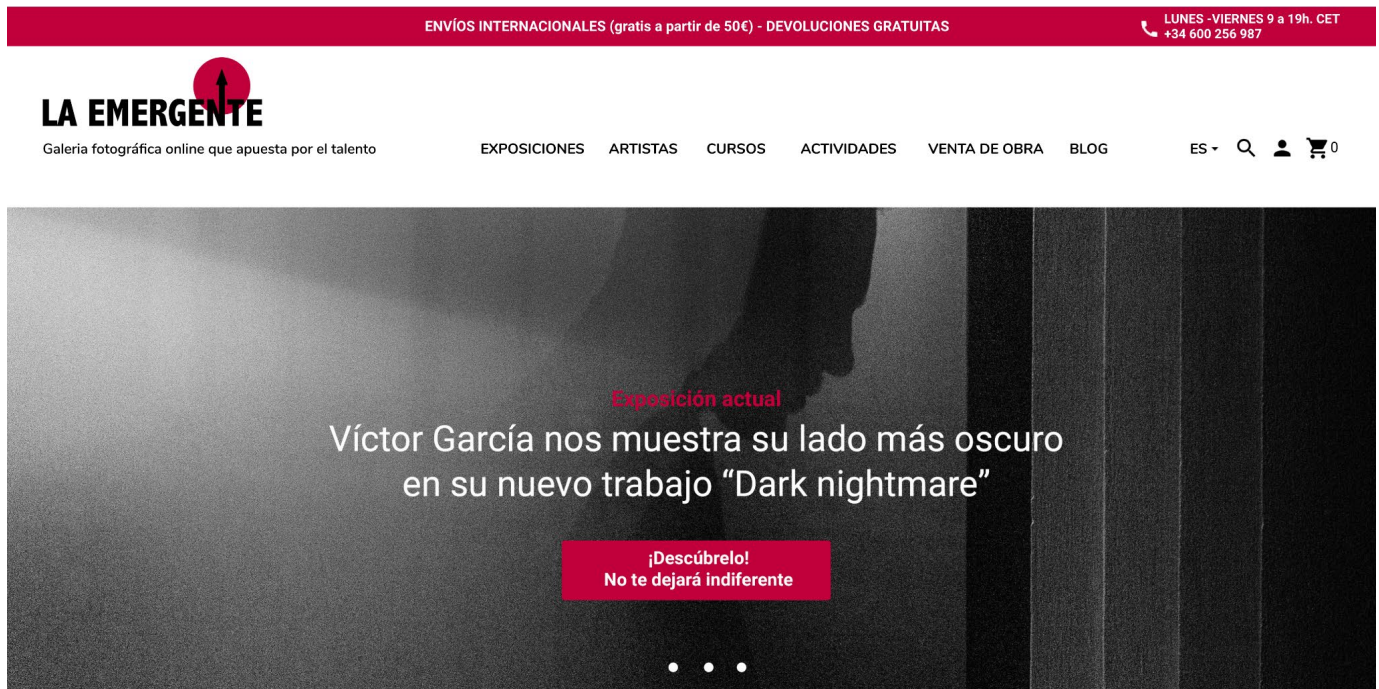 ENVÍOS INTERNACIONALES (gratis a partir de 50€) - DEVOLUCIONES GRATUITAS
LUNES -VIERNES 9 a 19h. CET
+34 600 256 987
LA EMERGENTE
Galeria fotográfica online que apuesta por el talento
EXPOSICIONES ARTISTAS CURSOS ACTIVIDADES VENTA DE OBRA BLOG ES 0
Exposición actual
Víctor García nos muestra su lado más oscuro
en su nuevo trabajo “Dark nightmare”
¡Descúbrelo!
No te dejará indiferente